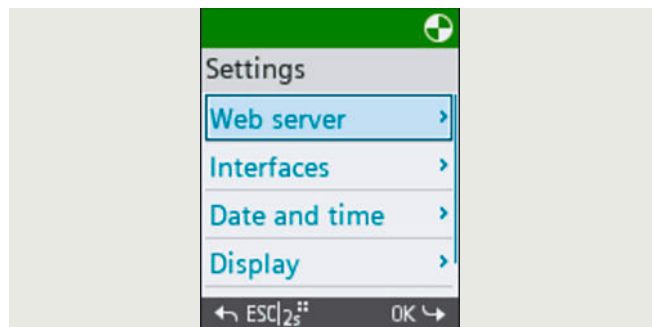 Settings
Web server
Interfaces
Date and time
Display
ESC|2s OK